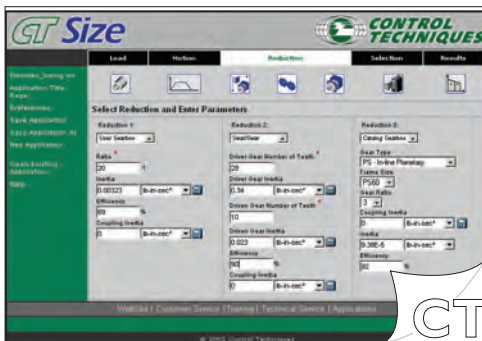 CT Size
CONTROL
TECHNIQUES
Load Motion Reduction Selection Results
Application Title
Page
Preferences
Save Application
Save Application As
New Application
Open Existing
Application
Help
Select Reduction and Enter Parameters
Reduction 1:
User Gearbox
Ratio *
20 :1
Inertia
0.00323 lb-in-sec²
Efficiency
89 %
Coupling Inertia
0 lb-in-sec²
Reduction 2:
Gear/Gear
Driver Gear Number of Teeth *
28
Driver Gear Inertia
0.34 lb-in-sec²
Driven Gear Number of Teeth *
10
Driven Gear Inertia
0.023 lb-in-sec²
Efficiency
90 %
Coupling Inertia
0 lb-in-sec²
Reduction 3:
Catalog Gearbox
Gear Type
PS - In-line Planetary
Frame Size
PS60
Gear Ratio
3
Coupling Inertia
0 lb-in-sec²
Inertia
9.38E-5 lb-in-sec²
Efficiency
92 %
WebSite | Customer Service | Training | Technical Service | Applications
© 2002 Control Techniques
CT